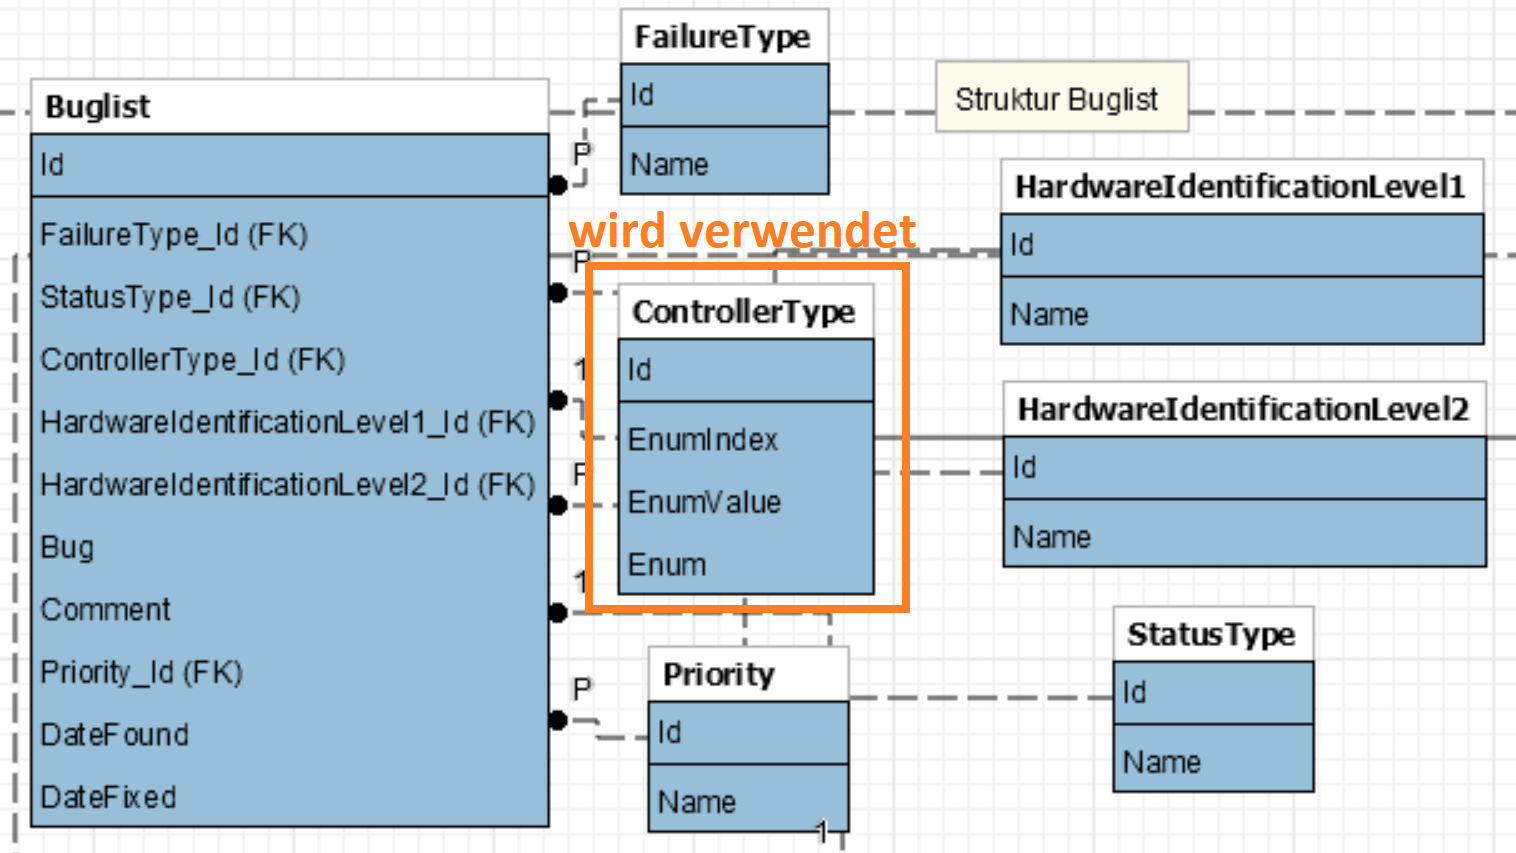 Buglist
Id
FailureType_Id (FK)
StatusType_Id (FK)
ControllerType_Id (FK)
HardwareIdentificationLevel1_Id (FK)
HardwareIdentificationLevel2_Id (FK)
Bug
Comment
Priority_Id (FK)
DateFound
DateFixed
P
P
1
P
1
P
FailureType
Id
Name
wird verwendet
ControllerType
Id
EnumIndex
EnumValue
Enum
Priority
Id
Name
1
Struktur Buglist
HardwareIdentificationLevel1
Id
Name
HardwareIdentificationLevel2
Id
Name
StatusType
Id
Name